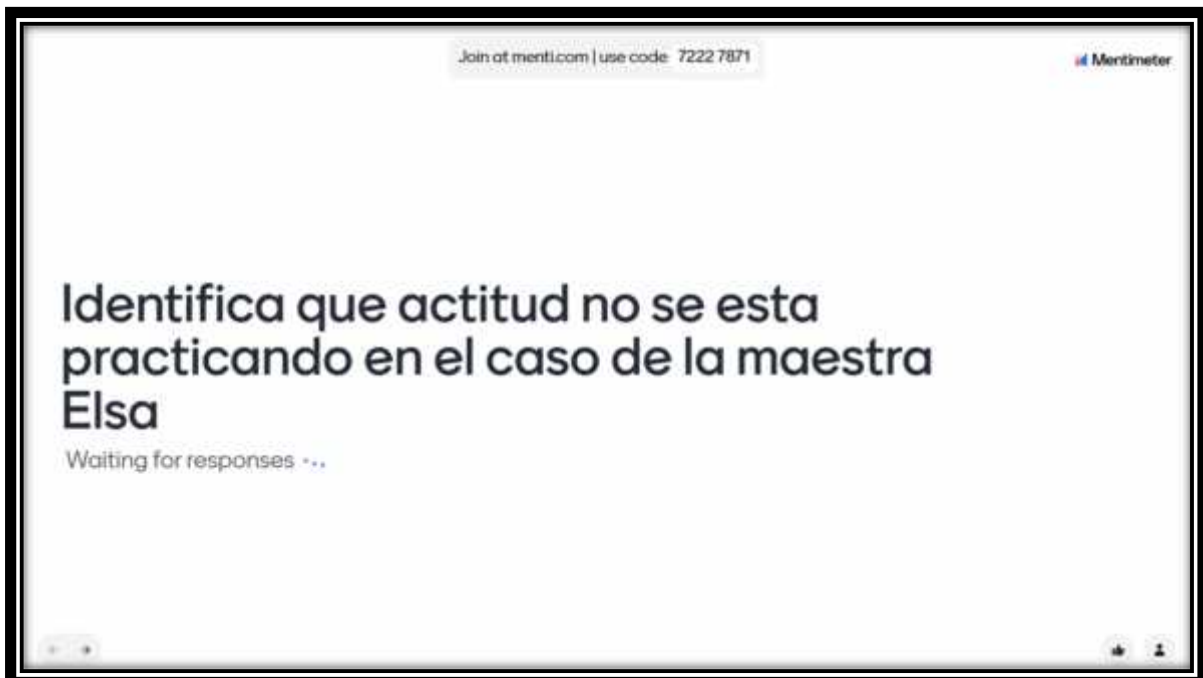 Join at menti.com | use code 7222 7871
Mentimeter
Identifica que actitud no se esta
practicando en el caso de la maestra
Elsa
Waiting for responses